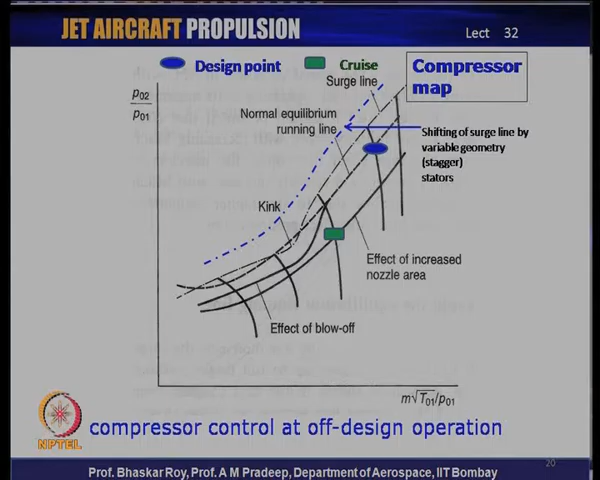 JET AIRCRAFT PROPULSION
Lect 32
Design point
Cruise
Compressor
map
Surge line
p02/p01
Normal equilibrium
running line
Shifting of surge line by
variable geometry
(stagger)
stators
Kink
Effect of increased
nozzle area
Effect of blow-off
m√T01/p01
NPTEL
compressor control at off-design operation
20
Prof. Bhaskar Roy, Prof. A M Pradeep, Department of Aerospace, IIT Bombay